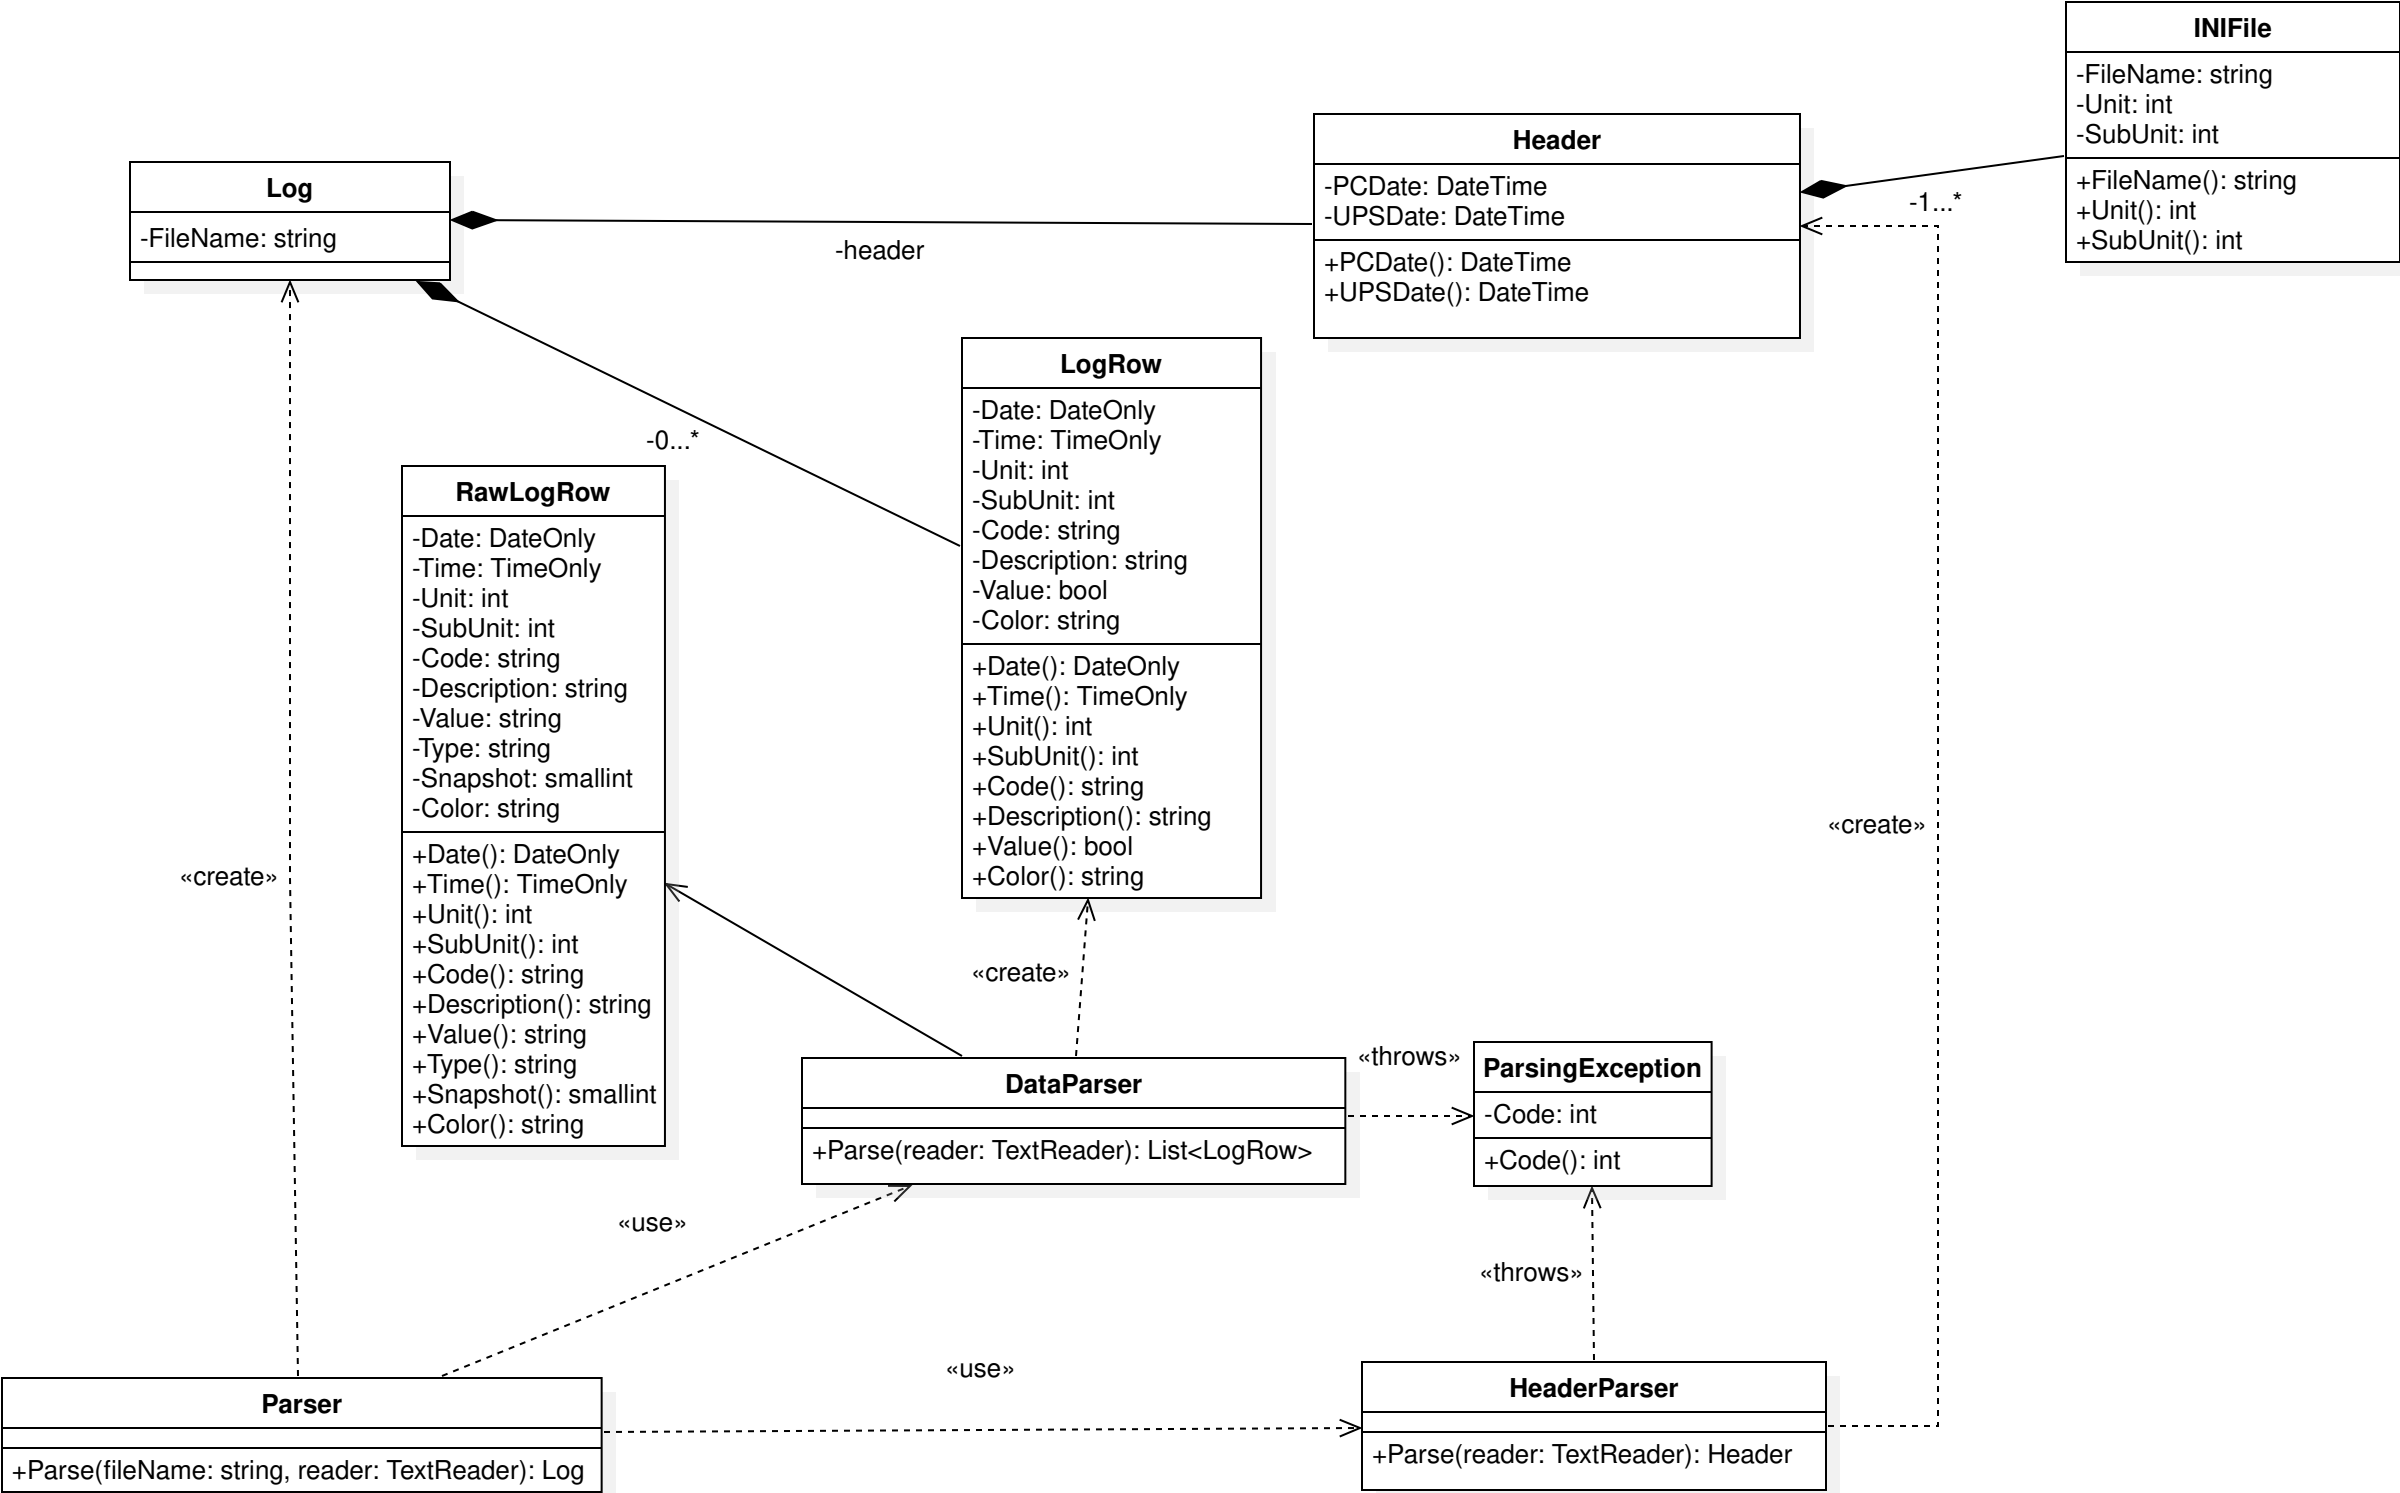 INIFile
-FileName: string
-Unit: int
-SubUnit: int
+FileName(): string
+Unit(): int
+SubUnit(): int
Header
-PCDate: DateTime
-UPSDate: DateTime
+PCDate(): DateTime
+UPSDate(): DateTime
-1...*
Log
-FileName: string
-header
-0...*
LogRow
-Date: DateOnly
-Time: TimeOnly
-Unit: int
-SubUnit: int
-Code: string
-Description: string
-Value: bool
-Color: string
+Date(): DateOnly
+Time(): TimeOnly
+Unit(): int
+SubUnit(): int
+Code(): string
+Description(): string
+Value(): bool
+Color(): string
RawLogRow
-Date: DateOnly
-Time: TimeOnly
-Unit: int
-SubUnit: int
-Code: string
-Description: string
-Value: string
-Type: string
-Snapshot: smallint
-Color: string
+Date(): DateOnly
+Time(): TimeOnly
+Unit(): int
+SubUnit(): int
+Code(): string
+Description(): string
+Value(): string
+Type(): string
+Snapshot(): smallint
+Color(): string
«create»
«create»
«create»
DataParser
+Parse(reader: TextReader): List<LogRow>
«throws»
ParsingException
-Code: int
+Code(): int
«use»
«throws»
«use»
Parser
+Parse(fileName: string, reader: TextReader): Log
HeaderParser
+Parse(reader: TextReader): Header